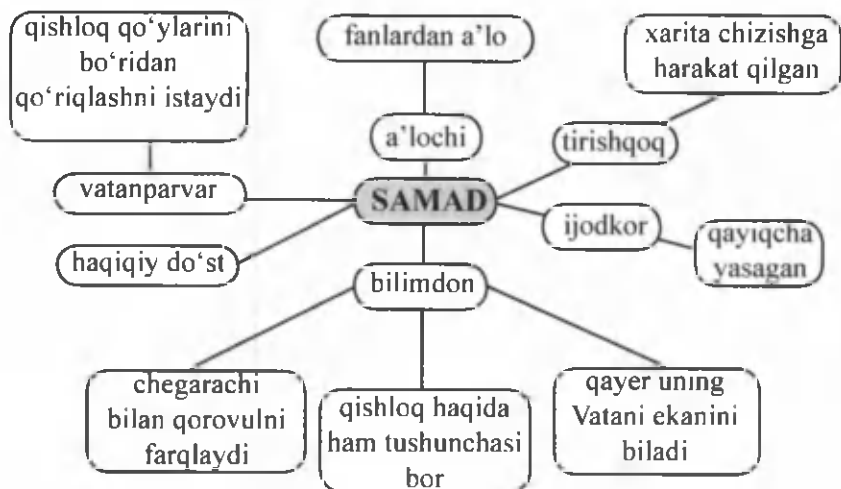 qishloq qo‘ylarini
bo‘ridan
qo‘riqlashni istaydi
fanlardan a’lo
xarita chizishga
harakat qilgan
a’lochi
tirishqoq
vatanparvar
SAMAD
ijodkor
qayiqcha
yasagan
haqiqiy do‘st
bilimdon
chegarachi
bilan qorovulni
farqlaydi
qishloq haqida
ham tushunchasi
bor
qayer uning
Vatani ekanini
biladi